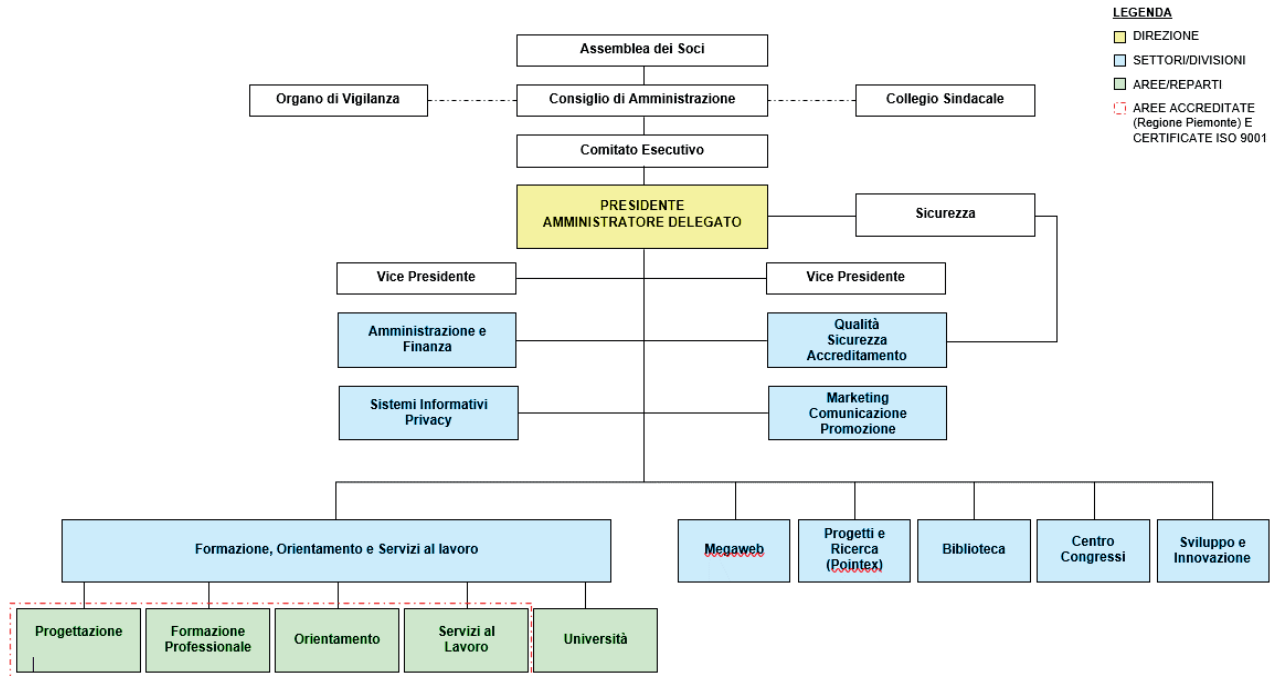 LEGENDA
DIREZIONE
SETTORI/DIVISIONI
AREE/REPARTI
AREE ACCREDITATE
(Regione Piemonte) E
CERTIFICATE ISO 9001
Assemblea dei Soci
Organo di Vigilanza
Consiglio di Amministrazione
Collegio Sindacale
Comitato Esecutivo
PRESIDENTE
AMMINISTRATORE DELEGATO
Sicurezza
Vice Presidente
Vice Presidente
Amministrazione e
Finanza
Qualità
Sicurezza
Accreditamento
Sistemi Informativi
Privacy
Marketing
Comunicazione
Promozione
Formazione, Orientamento e Servizi al lavoro
Megaweb
Progetti e
Ricerca
(Pointex)
Biblioteca
Centro
Congressi
Sviluppo e
Innovazione
Progettazione
Formazione
Professionale
Orientamento
Servizi al
Lavoro
Università